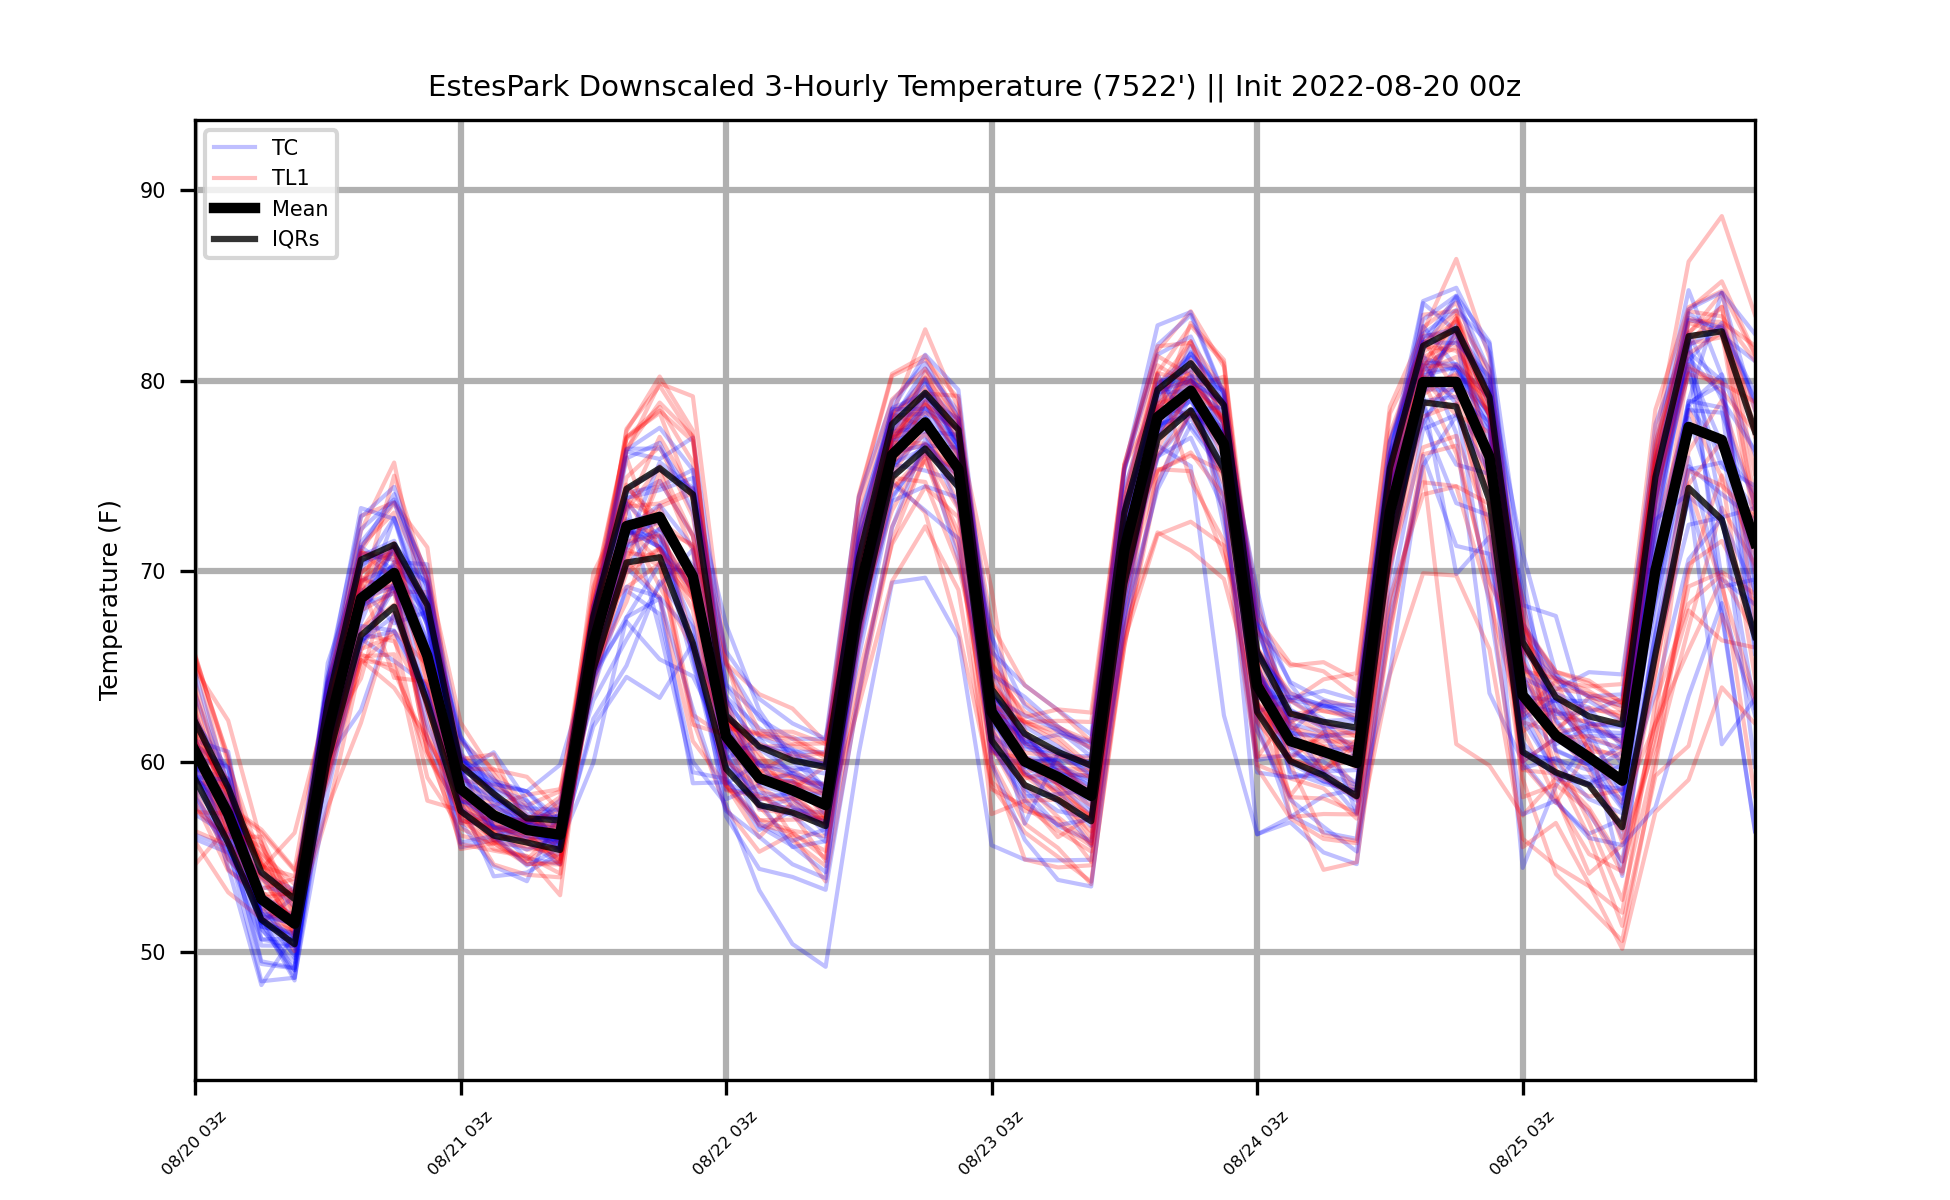 EstesPark Downscaled 3-Hourly Temperature (7522') || Init 2022-08-20 00z
TC
TL1
Mean
IQRs
Temperature (F)
90
80
70
60
50
08/20 03z
08/21 03z
08/22 03z
08/23 03z
08/24 03z
08/25 03z